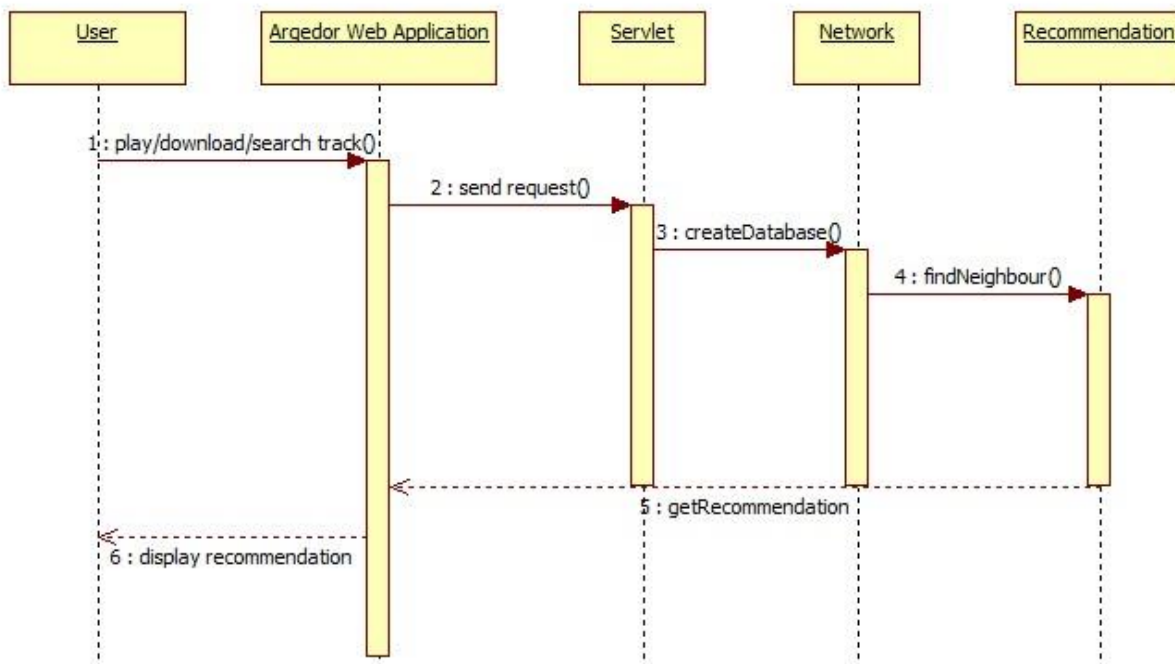 User
Argedor Web Application
Servlet
Network
Recommendation
1 : play/download/search track()
2 : send request()
3 : createDatabase()
4 : findNeighbour()
5 : getRecommendation
6 : display recommendation